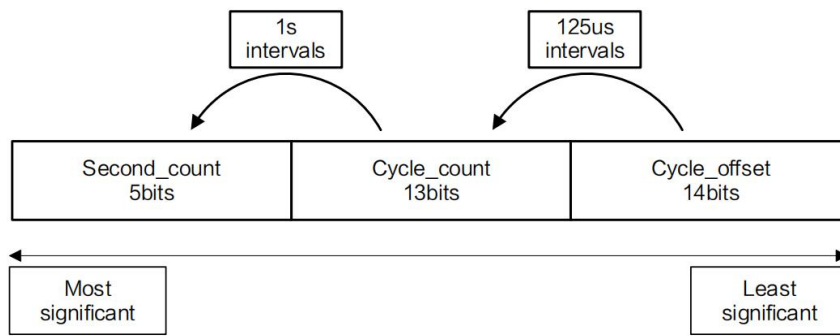 1s
intervals
125us
intervals
Second_count
5bits
Cycle_count
13bits
Cycle_offset
14bits
Most
significant
Least
significant